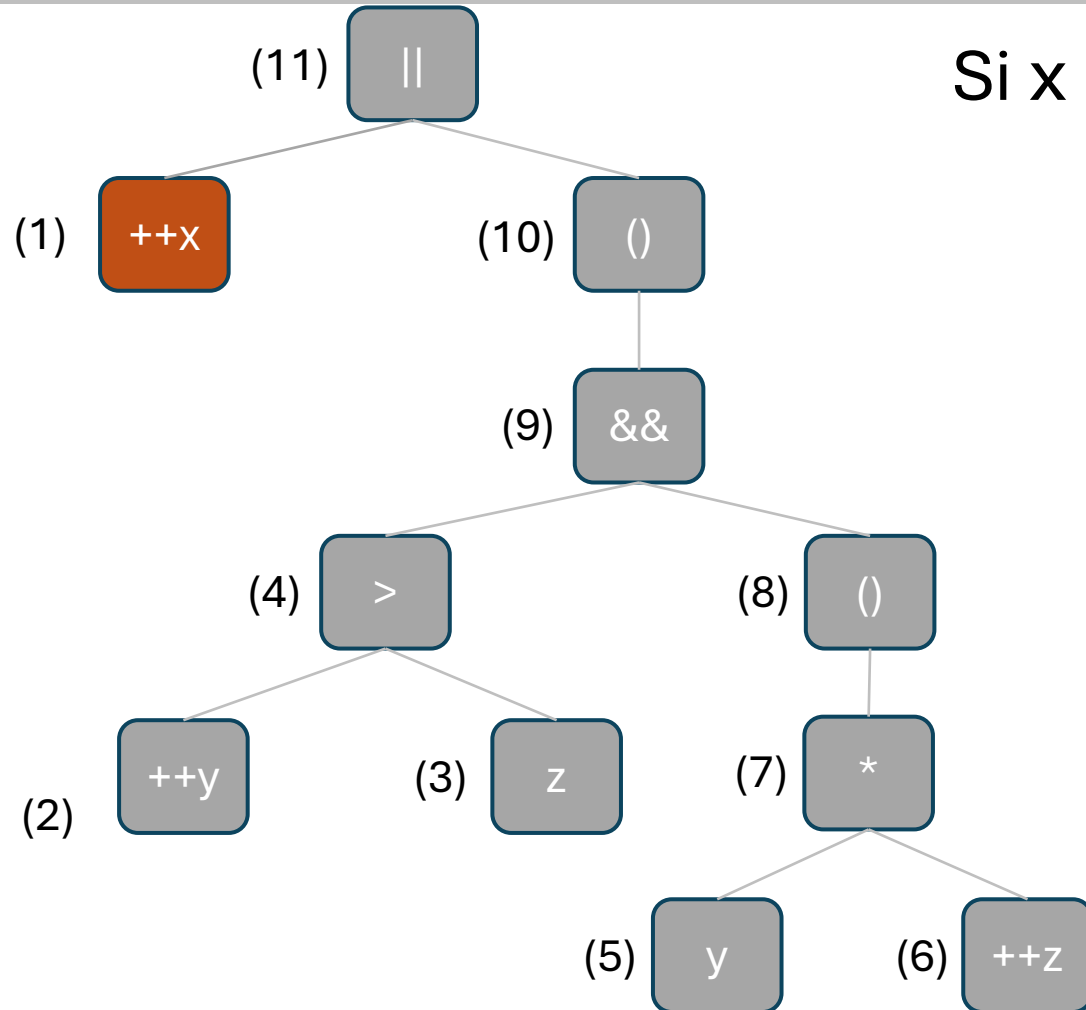 Si x
(11) ||
(1) ++x
(10) ()
(9) &&
(4) >
(8) ()
(2) ++y
(3) z
(7) *
(5) y
(6) ++z